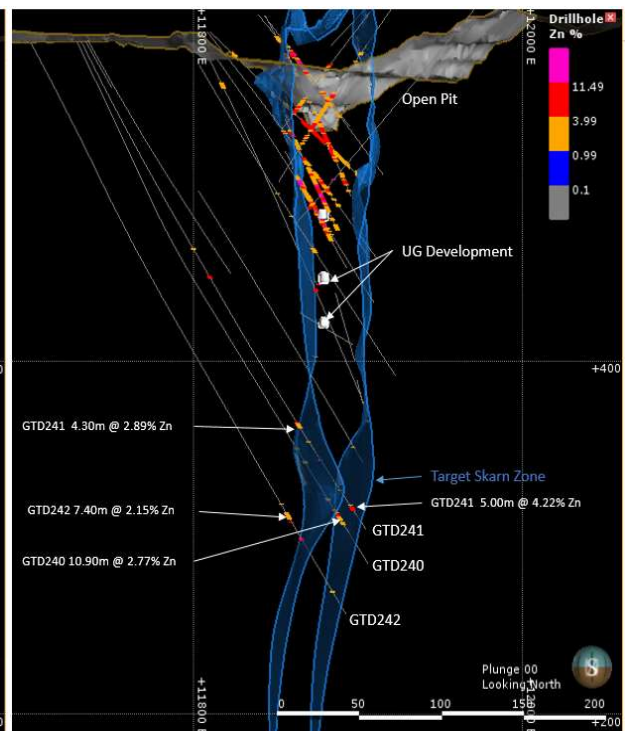 +11800 E
+12000 E
Drillhole
Zn %
11.49
3.99
0.99
0.1
Open Pit
UG Development
+400
GTD241 4.30m @ 2.89% Zn
Target Skarn Zone
GTD241 5.00m @ 4.22% Zn
GTD242 7.40m @ 2.15% Zn
GTD241
GTD240 10.90m @ 2.77% Zn
GTD240
GTD242
Plunge 00
Looking North
S
+11800 E
+12000 E
0 50 100 150 200
+200